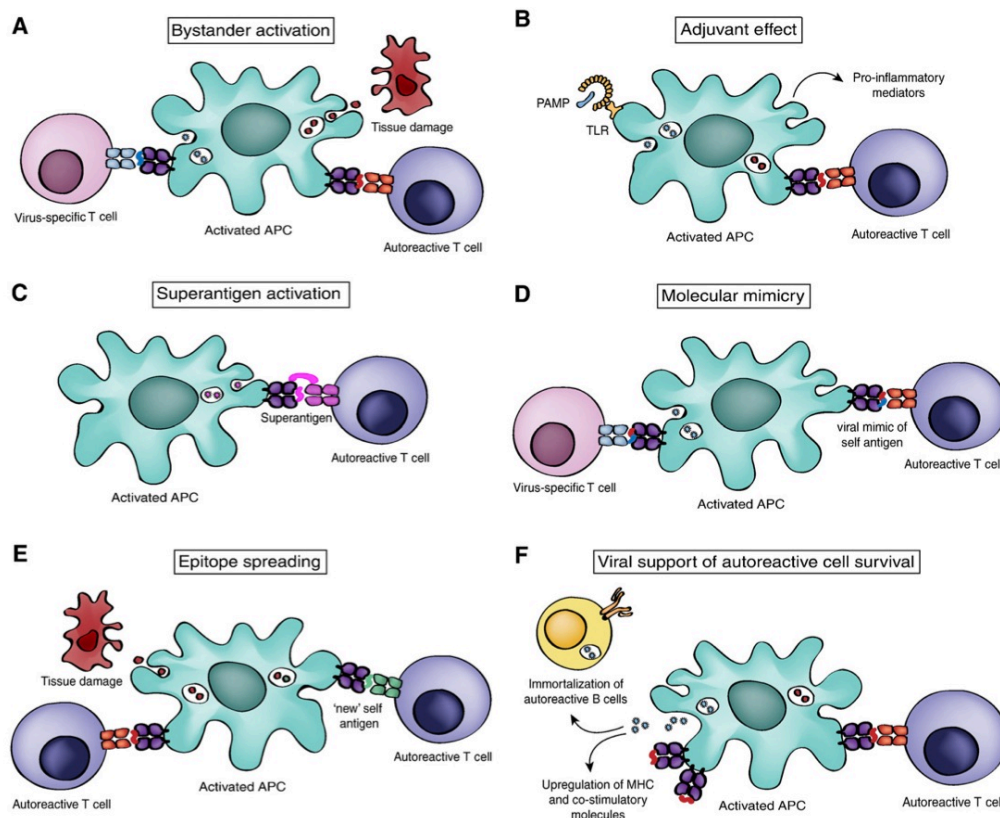 A
Bystander activation
Tissue damage
Virus-specific T cell
Activated APC
Autoreactive T cell
B
Adjuvant effect
PAMP
TLR
Pro-inflammatory
mediators
Activated APC
Autoreactive T cell
C
Superantigen activation
Superantigen
Autoreactive T cell
Activated APC
D
Molecular mimicry
viral mimic of
self antigen
Virus-specific T cell
Activated APC
Autoreactive T cell
E
Epitope spreading
Tissue damage
'new' self
antigen
Autoreactive T cell
Activated APC
Autoreactive T cell
F
Viral support of autoreactive cell survival
Immortalization of
autoreactive B cells
Upregulation of MHC
and co-stimulatory
molecules
Activated APC
Autoreactive T cell